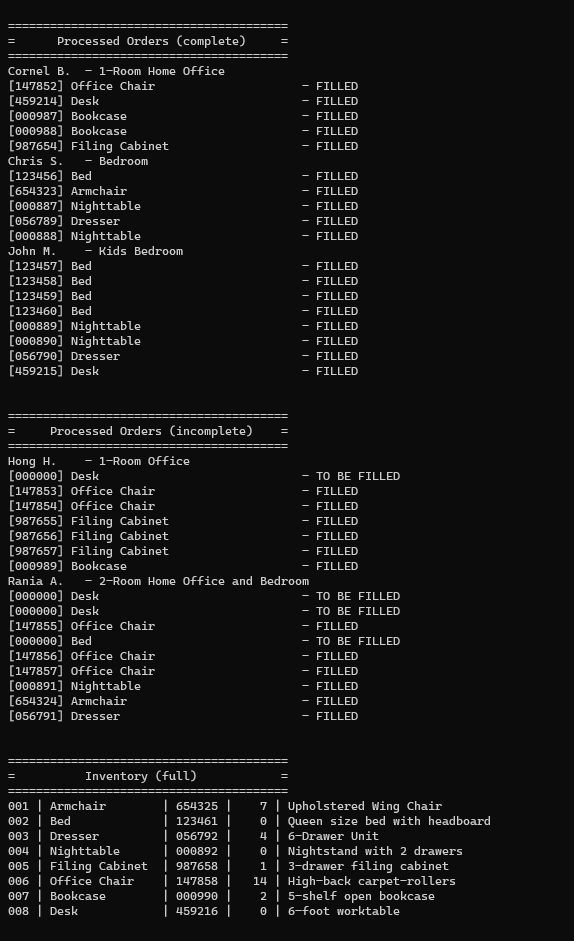 ========================================
=      Processed Orders (complete)     =
========================================
Cornel B.  - 1-Room Home Office
[147852] Office Chair                     - FILLED
[459214] Desk                             - FILLED
[000987] Bookcase                         - FILLED
[000988] Bookcase                         - FILLED
[987654] Filing Cabinet                   - FILLED
Chris S.   - Bedroom
[123456] Bed                              - FILLED
[654323] Armchair                         - FILLED
[000887] Nighttable                       - FILLED
[056789] Dresser                          - FILLED
[000888] Nighttable                       - FILLED
John M.    - Kids Bedroom
[123457] Bed                              - FILLED
[123458] Bed                              - FILLED
[123459] Bed                              - FILLED
[123460] Bed                              - FILLED
[000889] Nighttable                       - FILLED
[000890] Nighttable                       - FILLED
[056790] Dresser                          - FILLED
[459215] Desk                             - FILLED
========================================
=     Processed Orders (incomplete)    =
========================================
Hong H.    - 1-Room Office
[000000] Desk                             - TO BE FILLED
[147853] Office Chair                     - FILLED
[147854] Office Chair                     - FILLED
[987655] Filing Cabinet                   - FILLED
[987656] Filing Cabinet                   - FILLED
[987657] Filing Cabinet                   - FILLED
[000989] Bookcase                         - FILLED
Rania A.   - 2-Room Home Office and Bedroom
[000000] Desk                             - TO BE FILLED
[000000] Desk                             - TO BE FILLED
[147855] Office Chair                     - FILLED
[000000] Bed                              - TO BE FILLED
[147856] Office Chair                     - FILLED
[147857] Office Chair                     - FILLED
[000891] Nighttable                       - FILLED
[654324] Armchair                         - FILLED
[056791] Dresser                          - FILLED
========================================
=          Inventory (full)            =
========================================
001 | Armchair        | 654325 |    7 | Upholstered Wing Chair
002 | Bed             | 123461 |    0 | Queen size bed with headboard
003 | Dresser         | 056792 |    4 | 6-Drawer Unit
004 | Nighttable      | 000892 |    0 | Nightstand with 2 drawers
005 | Filing Cabinet  | 987658 |    1 | 3-drawer filing cabinet
006 | Office Chair    | 147858 |   14 | High-back carpet-rollers
007 | Bookcase        | 000990 |    2 | 5-shelf open bookcase
008 | Desk            | 459216 |    0 | 6-foot worktable